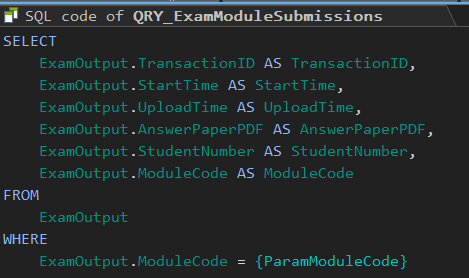 SQL code of QRY_ExamModuleSubmissions
SELECT
ExamOutput.TransactionID AS TransactionID,
ExamOutput.StartTime AS StartTime,
ExamOutput.UploadTime AS UploadTime,
ExamOutput.AnswerPaperPDF AS AnswerPaperPDF,
ExamOutput.StudentNumber AS StudentNumber,
ExamOutput.ModuleCode AS ModuleCode
FROM
ExamOutput
WHERE
ExamOutput.ModuleCode = {ParamModuleCode}